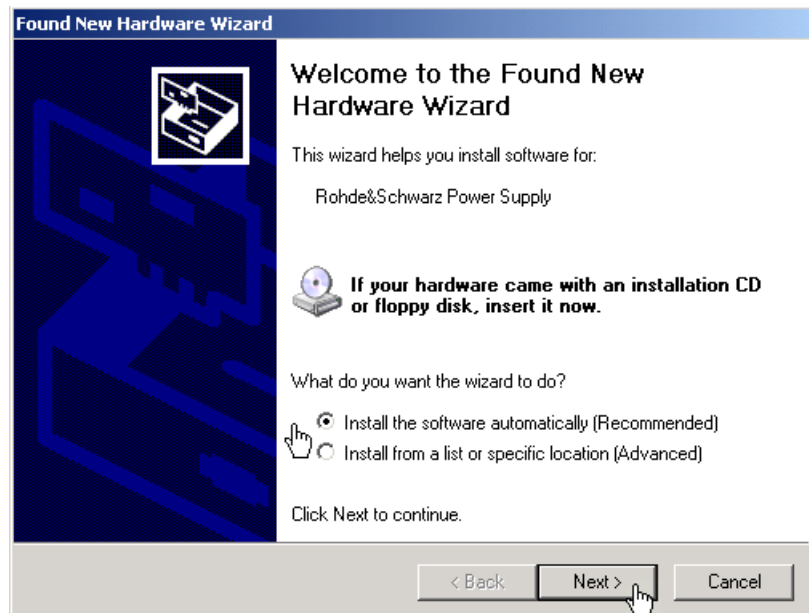 Found New Hardware Wizard
Welcome to the Found New
Hardware Wizard
This wizard helps you install software for:
Rohde&Schwarz Power Supply
If your hardware came with an installation CD
or floppy disk, insert it now.
What do you want the wizard to do?
Install the software automatically (Recommended)
Install from a list or specific location (Advanced)
Click Next to continue.
< Back Next > Cancel